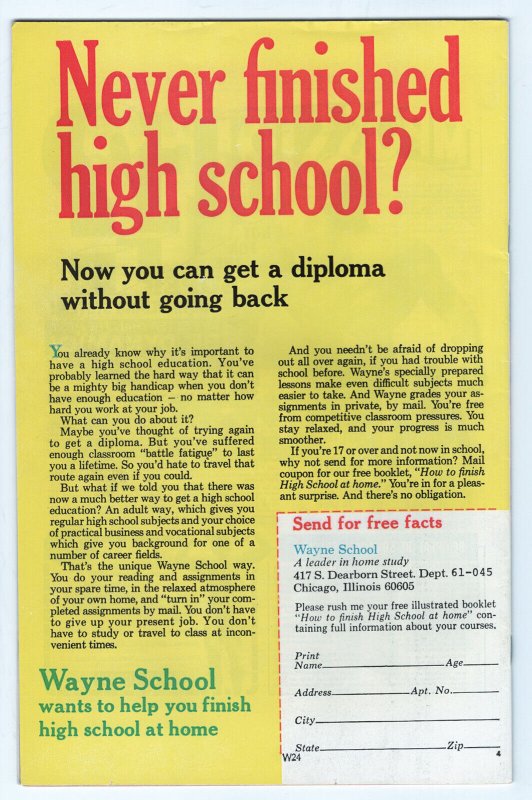 Never finished
high school?
Now you can get a diploma
without going back
You already know why it's important to
have a high school education. You've
probably learned the hard way that it can
be a mighty big handicap when you don't
have enough education — no matter how
hard you work at your job.
What can you do about it?
Maybe you've thought of trying again
to get a diploma. But you've suffered
enough classroom "battle fatigue" to last
you a lifetime. So you'd hate to travel that
route again even if you could.
But what if we told you that there was
now a much better way to get a high school
education? An adult way, which gives you
regular high school subjects and your choice
of practical business and vocational subjects
which give you background for one of a
number of career fields.
That's the unique Wayne School way.
You do your reading and assignments in
your spare time, in the relaxed atmosphere
of your own home, and "turn in" your com-
pleted assignments by mail. You don't have
to give up your present job. You don't
have to study or travel to class at incon-
venient times.
Wayne School
wants to help you finish
high school at home
And you needn't be afraid of dropping
out all over again, if you had trouble with
school before. Wayne's specially prepared
lessons make even difficult subjects much
easier to take. And Wayne grades your as-
signments in private, by mail. You're free
from competitive classroom pressures. You
stay relaxed, and your progress is much
smoother.
If you're 17 or over and not now in school,
why not send for more information? Mail
coupon for our free booklet, "How to finish
High School at home." You're in for a pleas-
ant surprise. And there's no obligation.
Send for free facts
Wayne School
A leader in home study
417 S. Dearborn Street. Dept. 61-045
Chicago, Illinois 60605
Please rush me your free illustrated booklet
"How to finish High School at home" con-
taining full information about your courses.
Print
Name Age
Address Apt. No.
City
State Zip
W24 4